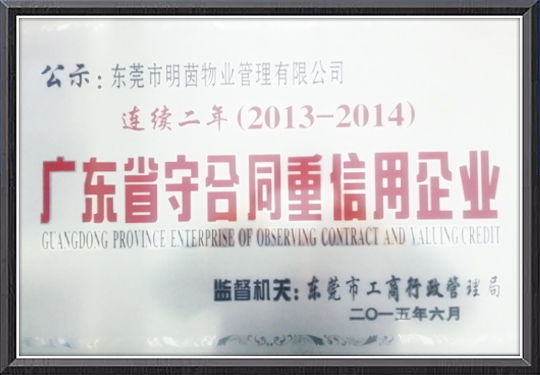 公示：东莞市明茵物业管理有限公司
连续二年(2013-2014)
广东省守合同重信用企业
GUANGDONG PROVINCE ENTERPRISE OF OBSERVING CONTRACT AND VALUING CREDIT
监督机关：东莞市工商行政管理局
二〇一五年六月